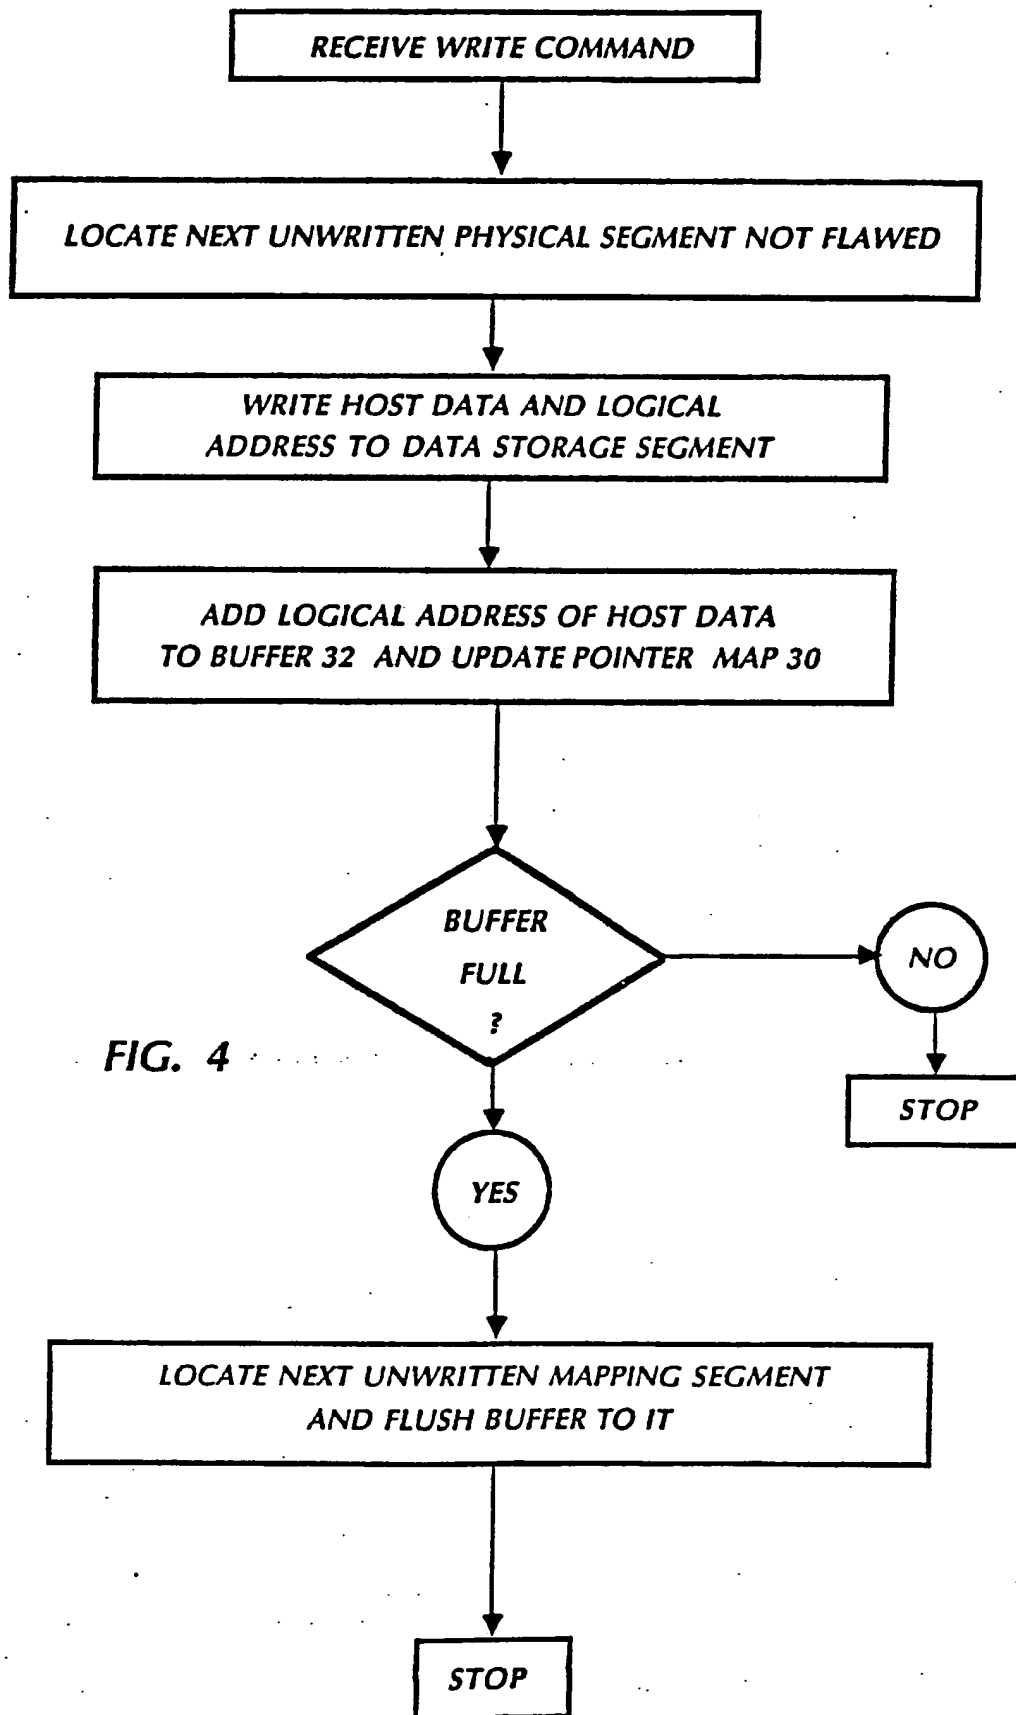 RECEIVE WRITE COMMAND
LOCATE NEXT UNWRITTEN PHYSICAL SEGMENT NOT FLAWED
WRITE HOST DATA AND LOGICAL
ADDRESS TO DATA STORAGE SEGMENT
ADD LOGICAL ADDRESS OF HOST DATA
TO BUFFER 32 AND UPDATE POINTER MAP 30
BUFFER
FULL
?
NO
STOP
FIG. 4
YES
LOCATE NEXT UNWRITTEN MAPPING SEGMENT
AND FLUSH BUFFER TO IT
STOP